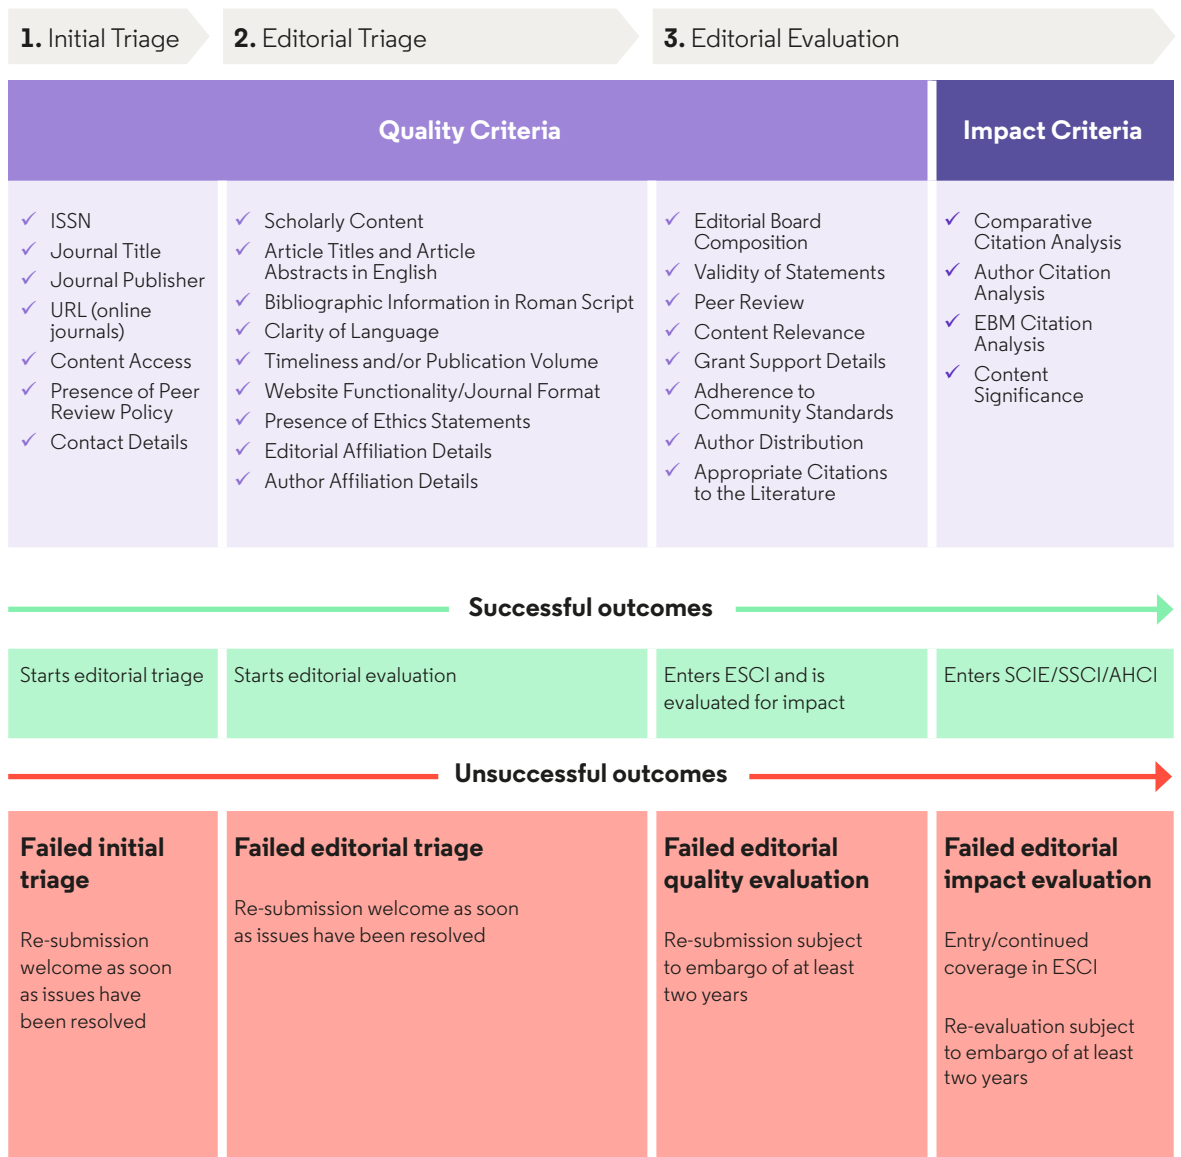 1. Initial Triage
2. Editorial Triage
3. Editorial Evaluation
Quality Criteria
Impact Criteria
✓ ISSN
✓ Journal Title
✓ Journal Publisher
✓ URL (online
journals)
✓ Content Access
✓ Presence of Peer
Review Policy
✓ Contact Details
✓ Scholarly Content
✓ Article Titles and Article
Abstracts in English
✓ Bibliographic Information in Roman Script
✓ Clarity of Language
✓ Timeliness and/or Publication Volume
✓ Website Functionality/Journal Format
✓ Presence of Ethics Statements
✓ Editorial Affiliation Details
✓ Author Affiliation Details
✓ Editorial Board
Composition
✓ Validity of Statements
✓ Peer Review
✓ Content Relevance
✓ Grant Support Details
✓ Adherence to
Community Standards
✓ Author Distribution
✓ Appropriate Citations
to the Literature
✓ Comparative
Citation Analysis
✓ Author Citation
Analysis
✓ EBM Citation
Analysis
✓ Content
Significance
Successful outcomes
Starts editorial triage
Starts editorial evaluation
Enters ESCI and is
evaluated for impact
Enters SCIE/SSCI/AHCI
Unsuccessful outcomes
Failed initial
triage
Re-submission
welcome as soon
as issues have
been resolved
Failed editorial triage
Re-submission welcome as soon
as issues have been resolved
Failed editorial
quality evaluation
Re-submission subject
to embargo of at least
two years
Failed editorial
impact evaluation
Entry/continued
coverage in ESCI
Re-evaluation subject
to embargo of at least
two years